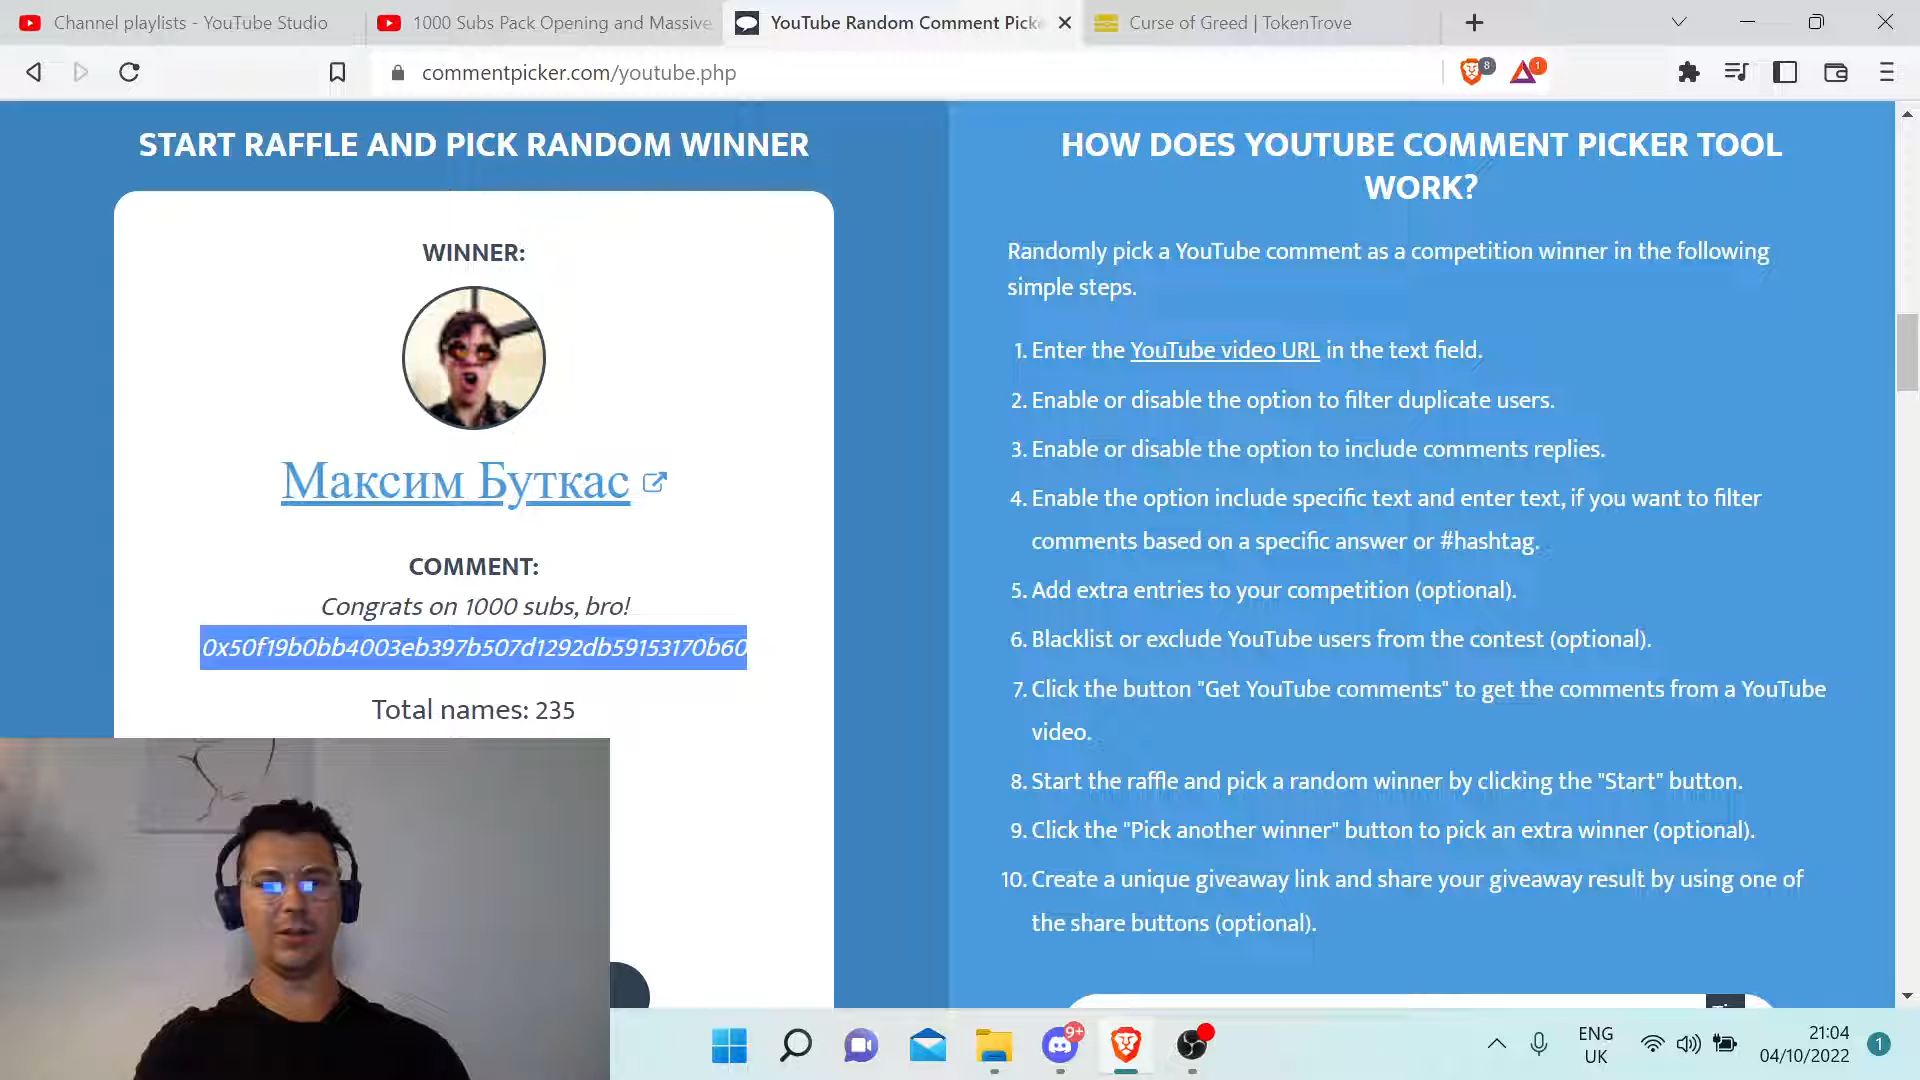 Channel playlists - YouTube Studio
1000 Subs Pack Opening and Massive
YouTube Random Comment Picke
Curse of Greed | TokenTrove
commentpicker.com/youtube.php
8
1
START RAFFLE AND PICK RANDOM WINNER
WINNER:
Максим Буткас
COMMENT:
Congrats on 1000 subs, bro!
0x50f19b0bb4003eb397b507d1292db59153170b60
Total names: 235
HOW DOES YOUTUBE COMMENT PICKER TOOL
WORK?
Randomly pick a YouTube comment as a competition winner in the following
simple steps.
1. Enter the YouTube video URL in the text field.
2. Enable or disable the option to filter duplicate users.
3. Enable or disable the option to include comments replies.
4. Enable the option include specific text and enter text, if you want to filter
comments based on a specific answer or #hashtag.
5. Add extra entries to your competition (optional).
6. Blacklist or exclude YouTube users from the contest (optional).
7. Click the button "Get YouTube comments" to get the comments from a YouTube
video.
8. Start the raffle and pick a random winner by clicking the "Start" button.
9. Click the "Pick another winner" button to pick an extra winner (optional).
10. Create a unique giveaway link and share your giveaway result by using one of
the share buttons (optional).
9+
ENG
UK
21:04
04/10/2022
1